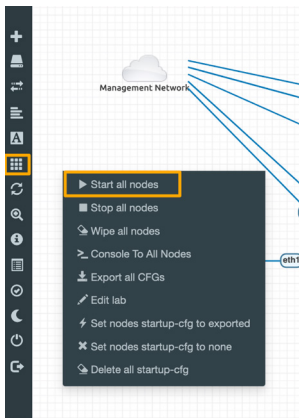 Management Network
A
Start all nodes
Stop all nodes
Wipe all nodes
Console To All Nodes
Export all CFGs
Edit lab
Set nodes startup-cfg to exported
Set nodes startup-cfg to none
Delete all startup-cfg
eth1